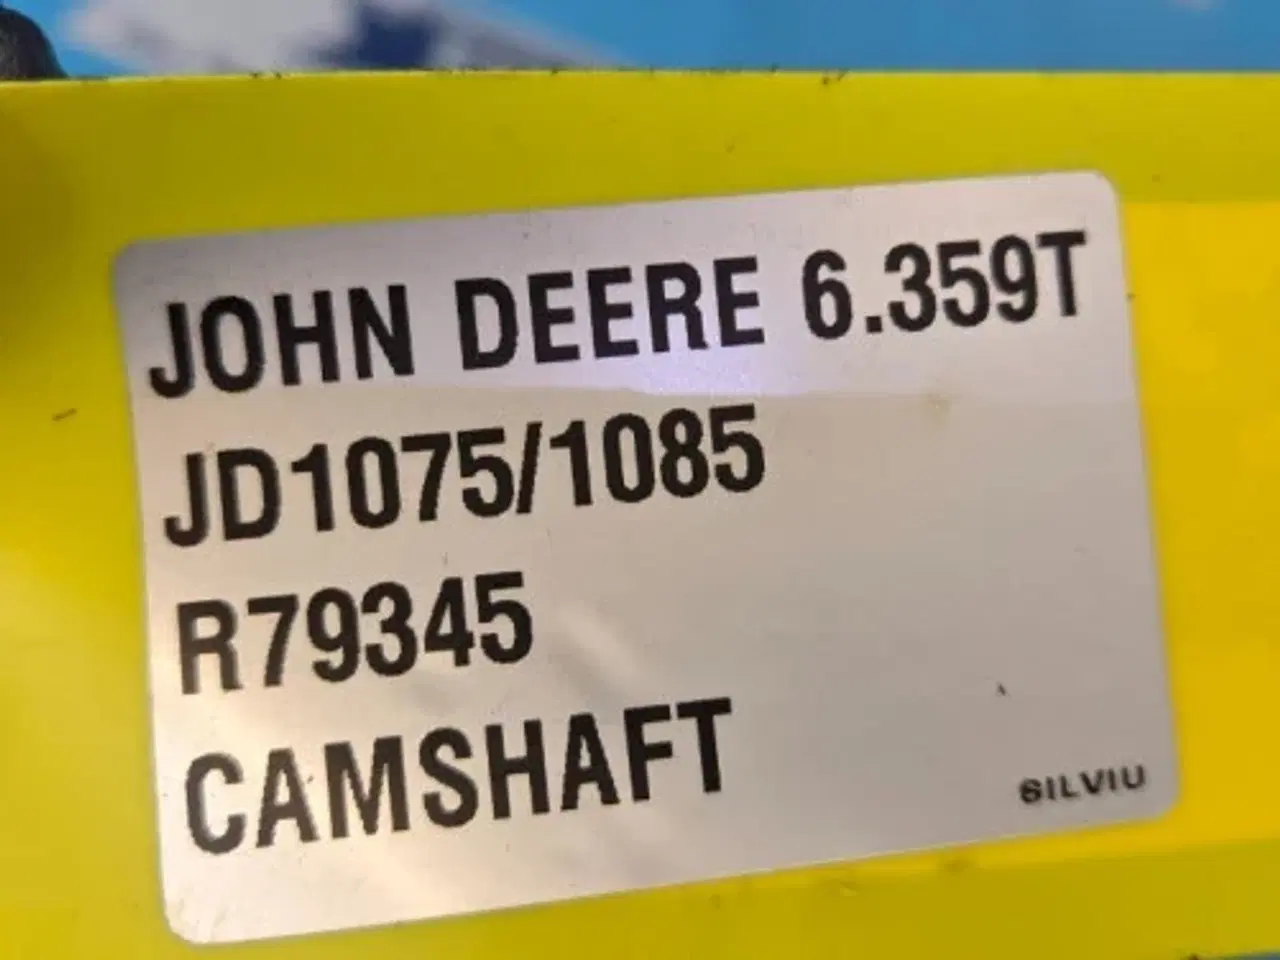 JOHN DEERE 6.359T
JD1075/1085
R79345
CAMSHAFT
SILVIU